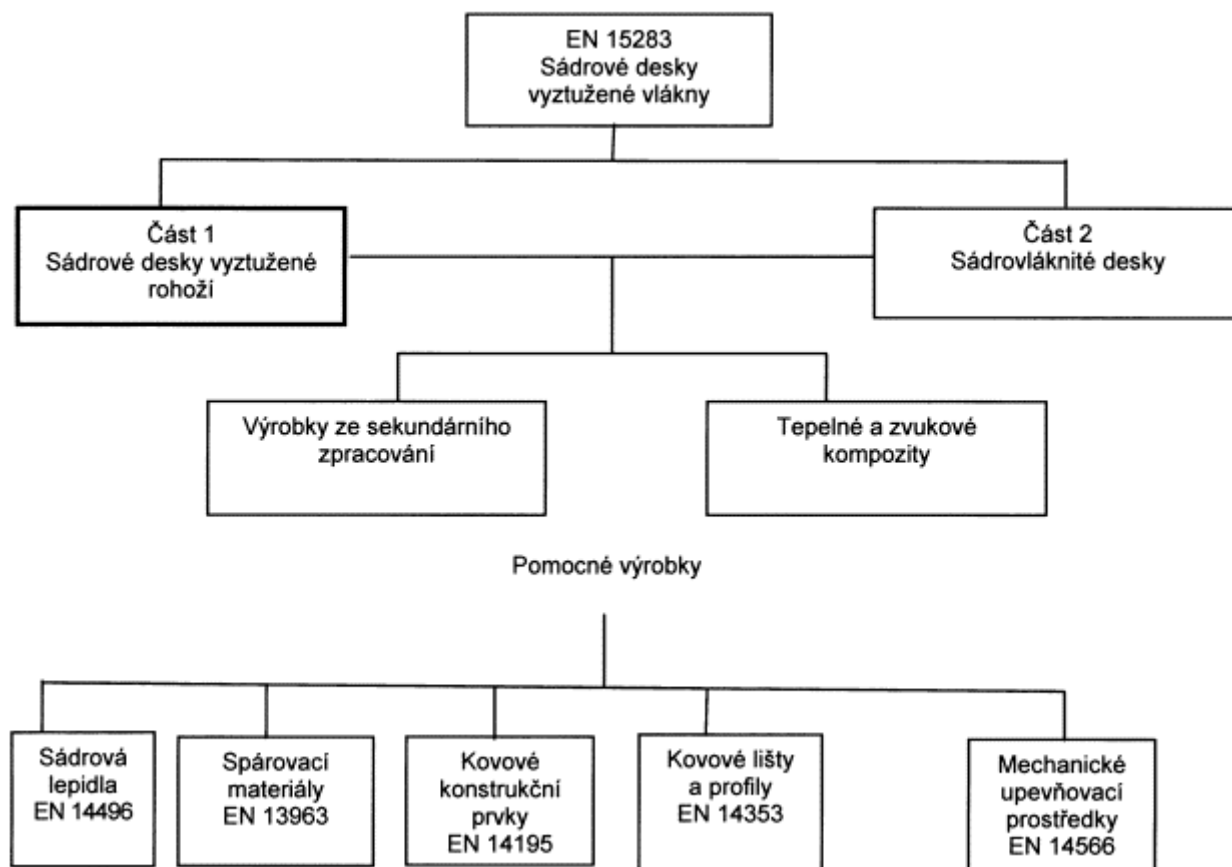 EN 15283
Sádrové desky
vyztužené vlákny
Část 1
Sádrové desky vyztužené
rohoží
Část 2
Sádrovláknité desky
Výrobky ze sekundárního
zpracování
Tepelné a zvukové
kompozity
Pomocné výrobky
Sádrová
lepidla
EN 14496
Spárovací
materiály
EN 13963
Kovové
konstrukční
prvky
EN 14195
Kovové lišty
a profily
EN 14353
Mechanické
upevňovací
prostředky
EN 14566